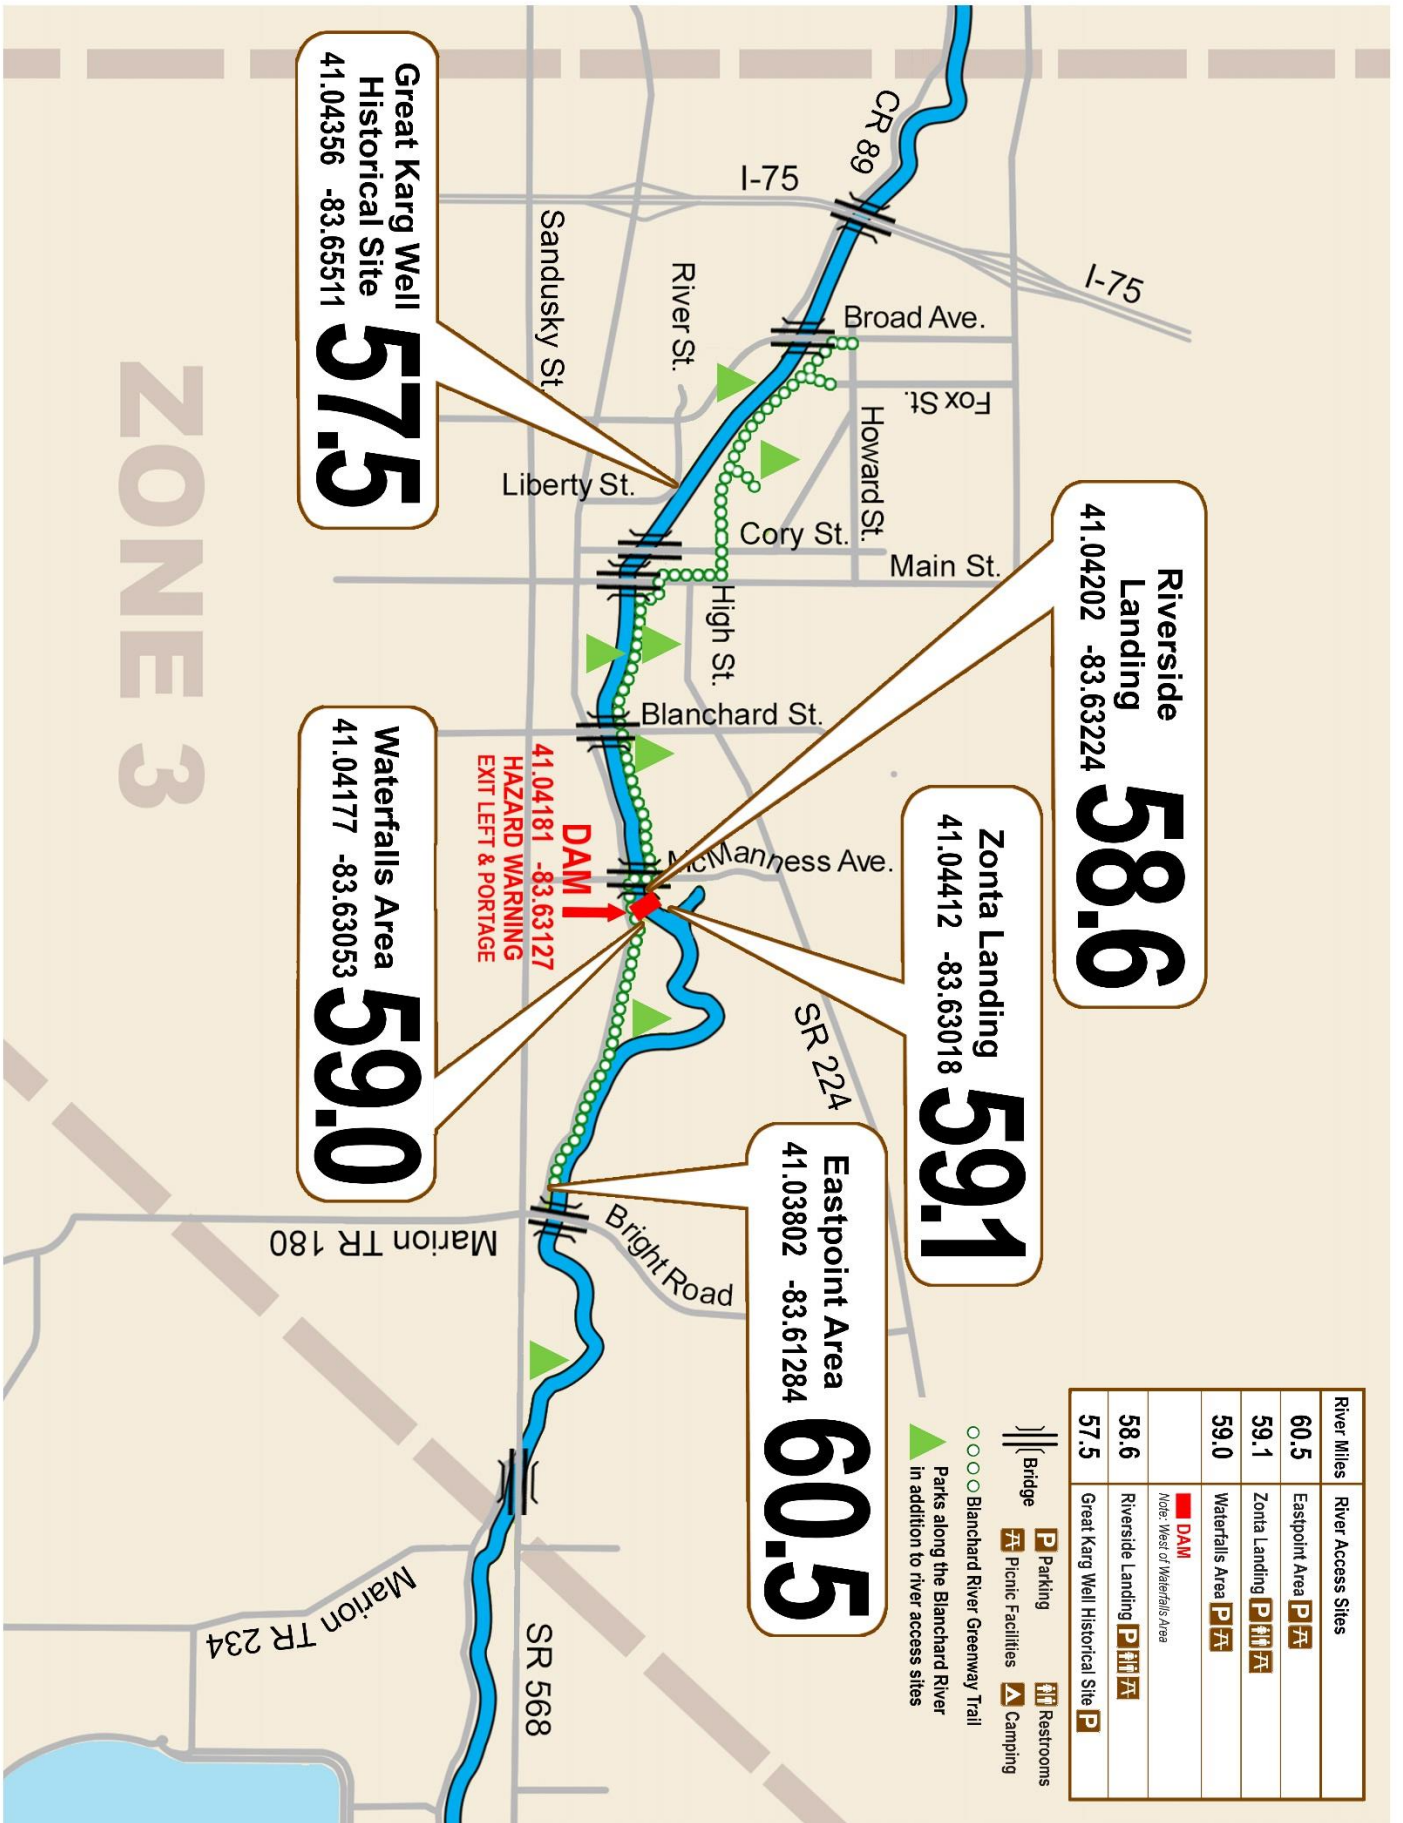 CR 89
I-75
I-75
Broad Ave.
Fox St.
Howard St.
River St.
Sandusky St.
Liberty St.
Cory St.
Main St.
High St.
Blanchard St.
McManness Ave.
SR 224
Bright Road
Marion TR 180
Marion TR 234
SR 568
Great Karg Well
Historical Site
41.04356 -83.65511
57.5
Riverside
Landing
41.04202 -83.63224
58.6
Zonta Landing
41.04412 -83.63018
59.1
Eastpoint Area
41.03802 -83.61284
60.5
Waterfalls Area
41.04177 -83.63053
59.0
DAM
41.04181 -83.63127
HAZARD WARNING
EXIT LEFT & PORTAGE
ZONE 3
River Miles River Access Sites
60.5 Eastpoint Area P
59.1 Zonta Landing P
59.0 Waterfalls Area P
DAM
Note: West of Waterfalls Area
58.6 Riverside Landing P
57.5 Great Karg Well Historical Site P
Bridge
P Parking
Restrooms
Picnic Facilities
Camping
Blanchard River Greenway Trail
Parks along the Blanchard River
in addition to river access sites